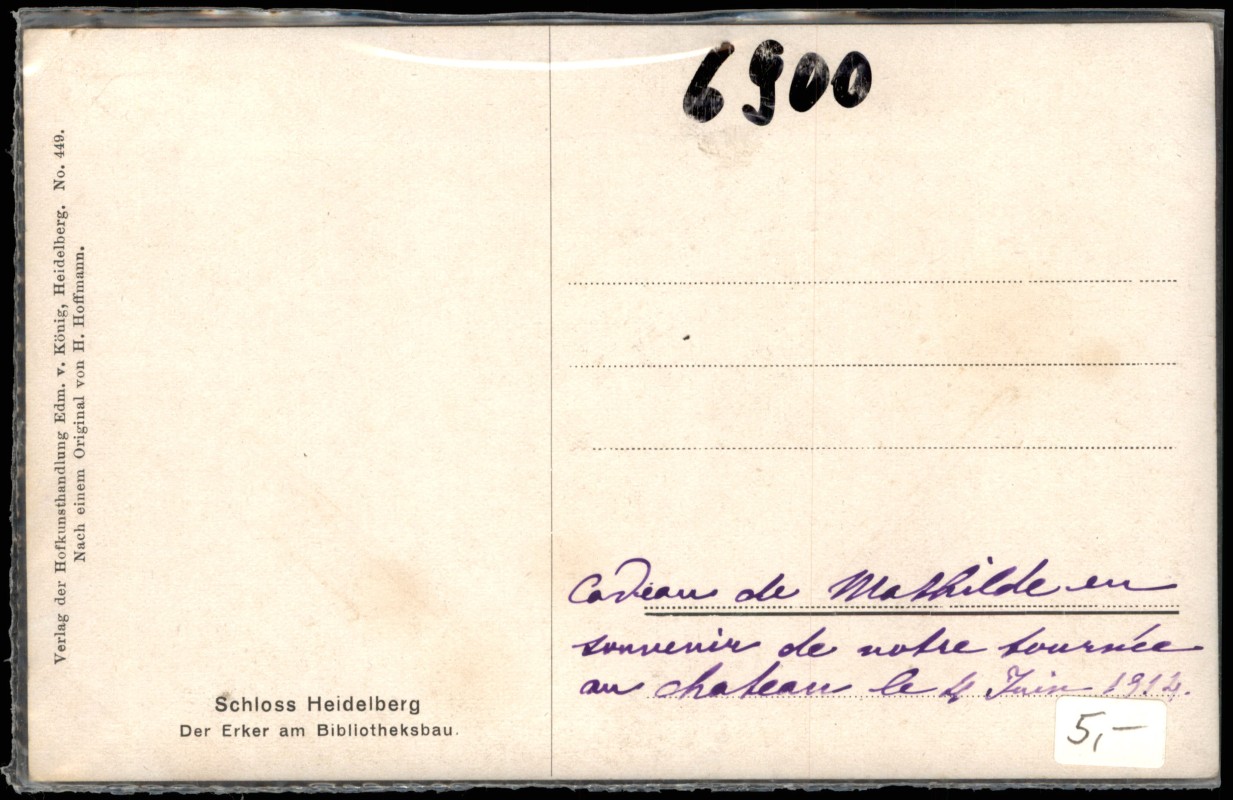 6900
Verlag der Hofkunsthandlung Edm. v. König, Heidelberg. No. 449.
Nach einem Original von H. Hoffmann.
Cadeau de Mathilde en
souvenir de notre tournée
au chateau le 4 Juin 1914.
Schloss Heidelberg
Der Erker am Bibliotheksbau.
5,-